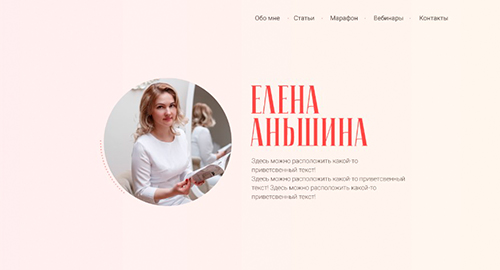 Обо мне · Статьи · Марафон · Вебинары · Контакты
ЕЛЕНА
АНЬШИНА
Здесь можно расположить какой-то
приветсвенный текст!
Здесь можно расположить какой-то приветсвенный
текст! Здесь можно расположить какой-то
приветсвенный текст!